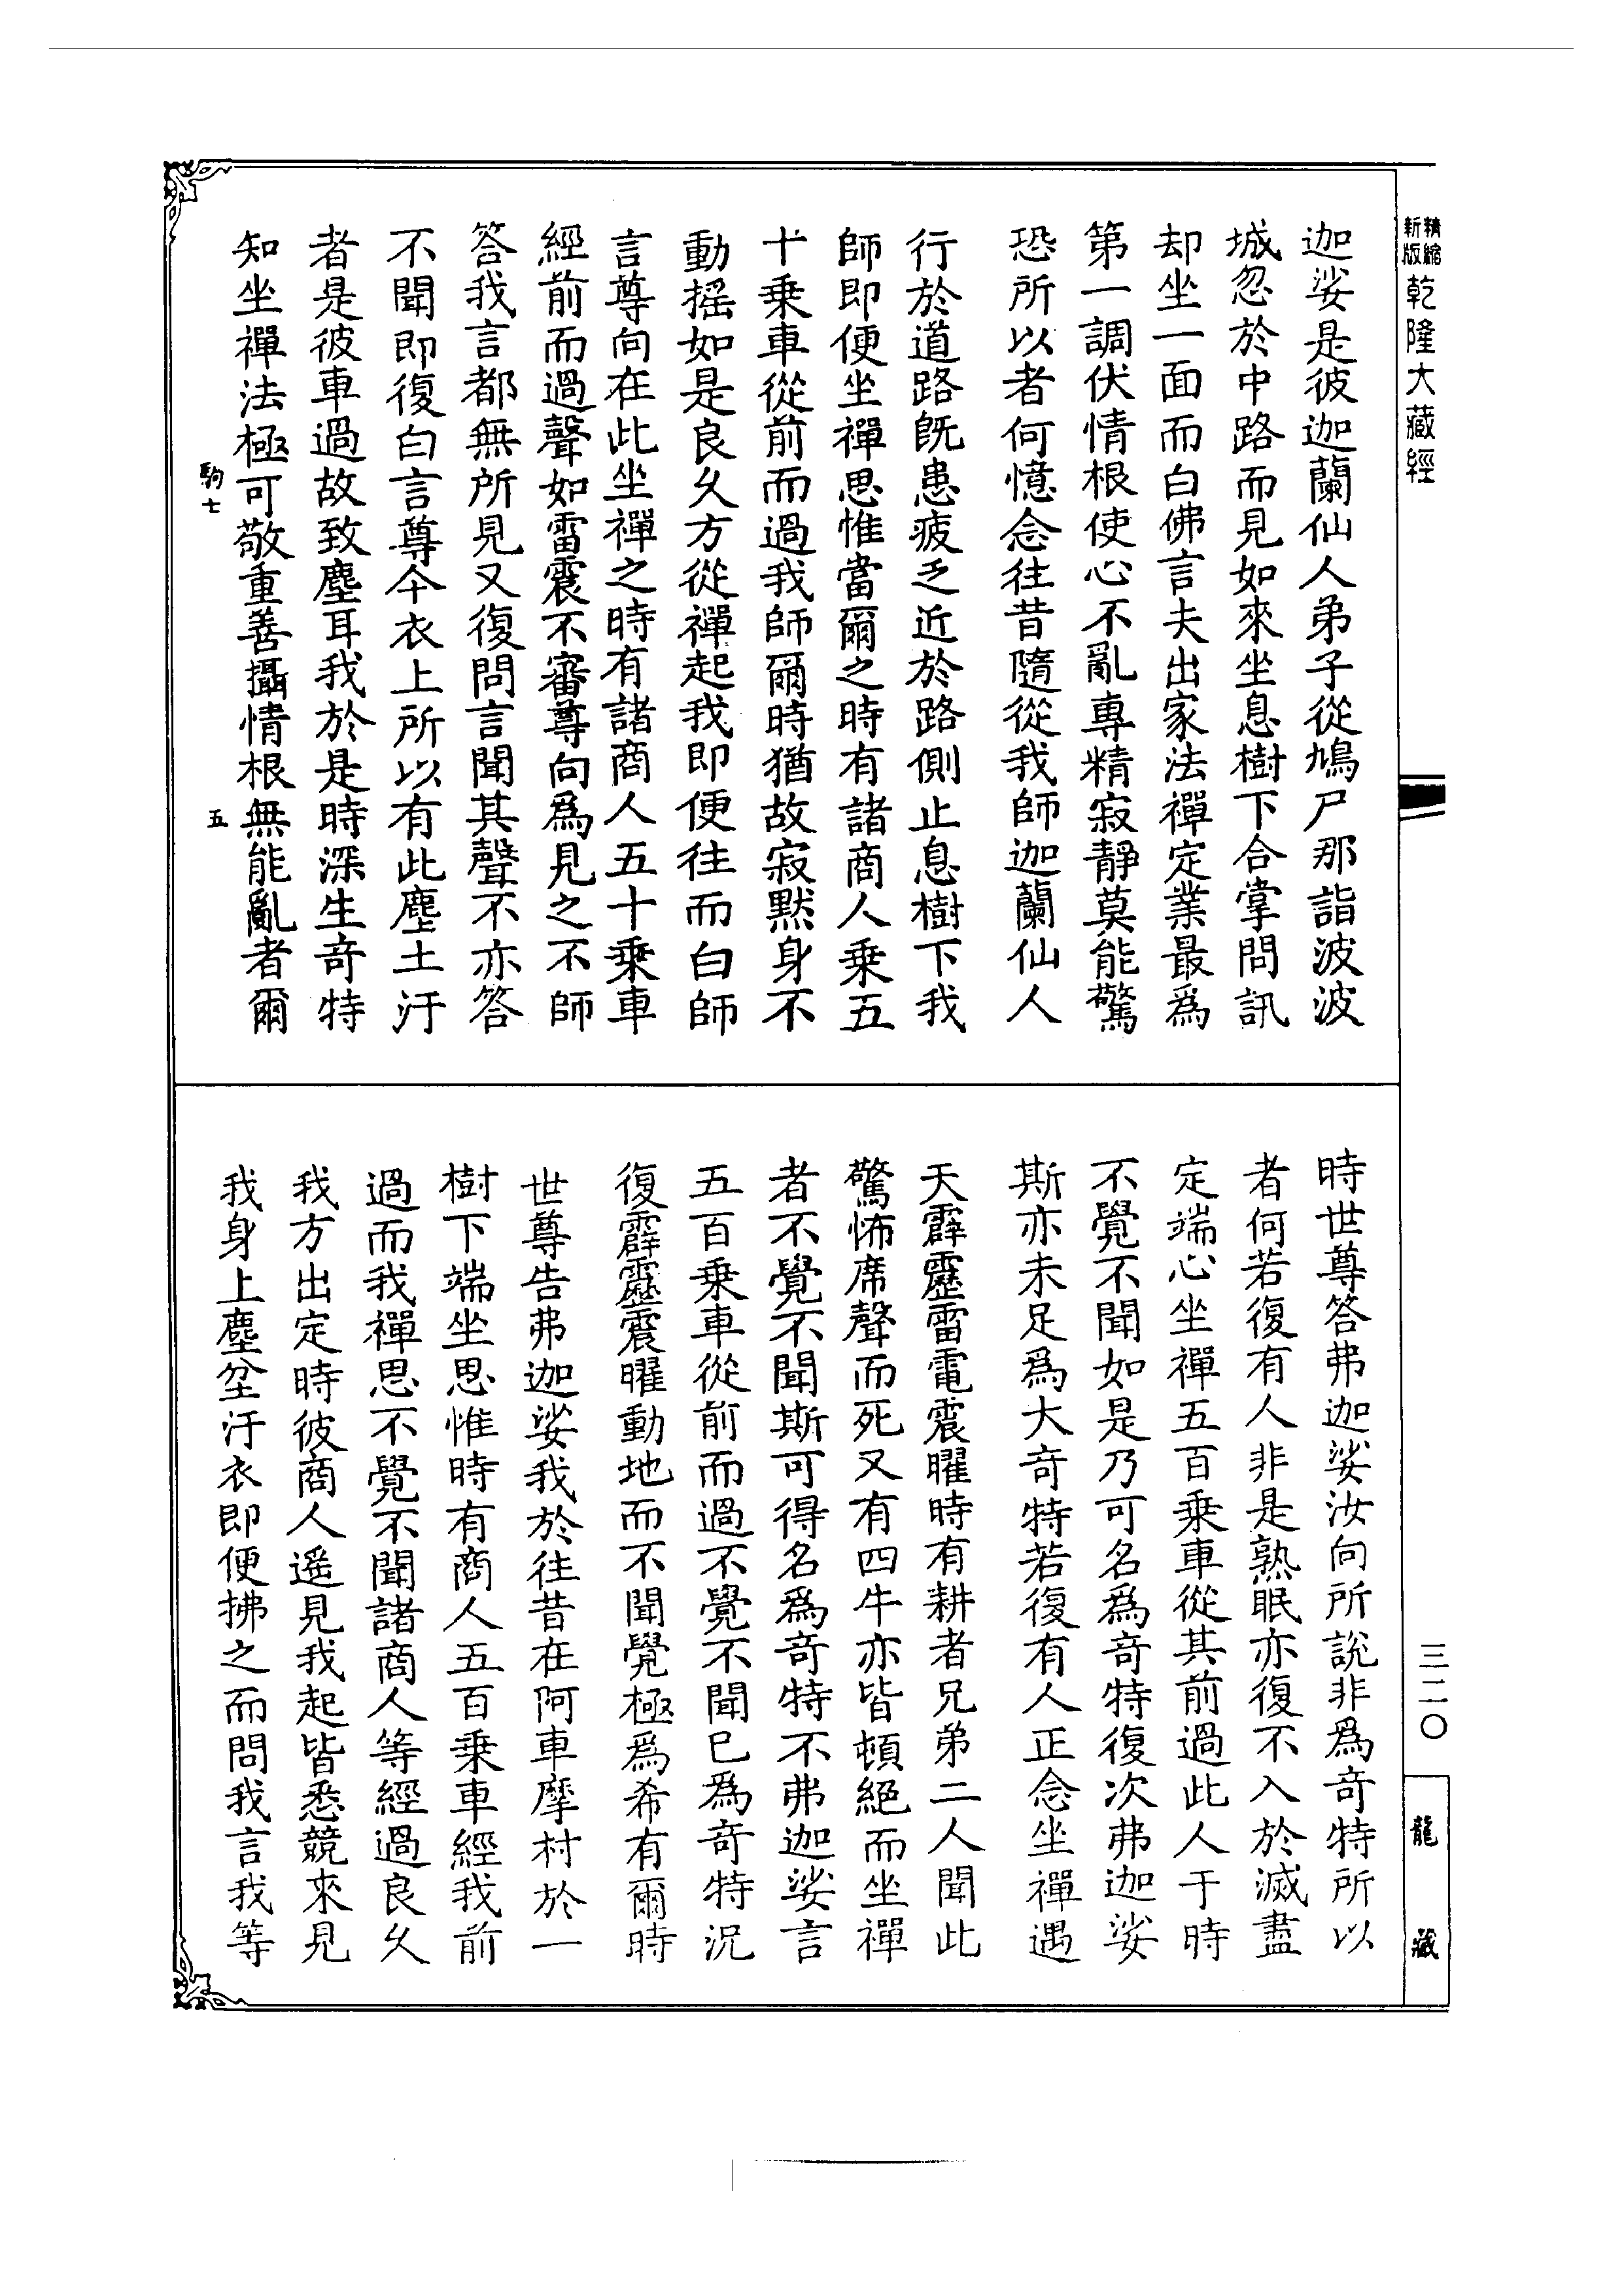 精縮
新版
乾隆大藏經
三二〇
龍藏
迦娑是彼迦蘭仙人弟子從鳩尸那詣波波
城忽於中路而見如來坐息樹下合掌問訊
却坐一面而白佛言夫出家法禪定業最為
第一調伏情根使心不亂專精寂靜莫能驚
恐所以者何憶念往昔隨從我師迦蘭仙人
行於道路旣患疲乏近於路側止息樹下我
師即便坐禪思惟當爾之時有諸商人乗五
十乗車從前而過我師爾時猶故寂默身不
動摇如是良久方從禪起我即便往而白師
言尊向在此坐禪之時有諸商人五十乗車
經前而過聲如雷震不審尊向爲見之不師
答我言都無所見又復問言聞其聲不亦答
不聞即復白言尊今衣上所以有此塵土汙
者是彼車過故致塵耳我於是時深生奇特
知坐禪法極可敬重善攝情根無能亂者爾
駒七
五
時世尊答弗迦娑汝向所說非爲奇特所以
者何若復有人非是熟眠亦復不入於滅盡
定端心坐禪五百乗車從其前過此人于時
不覺不聞如是乃可名爲奇特復次弗迦娑
斯亦未足爲大奇特若復有人正念坐禪遇
天霹靂雷電震曜時有耕者兄弟二人聞此
驚怖席聲而死又有四牛亦皆頓絕而坐禪
者不覺不聞斯可得名爲奇特不弗迦娑言
五百乗車從前而過不覺不聞已爲奇特況
復霹靂震曜動地而不聞覺極爲希有爾時
世尊告弗迦娑我於往昔在阿車摩村於一
樹下端坐思惟時有商人五百乗車經我前
過而我禪思不覺不聞諸商人等經過良久
我方出定時彼商人遥見我起皆悉競來見
我身上塵坌汙衣即便拂之而問我言我等